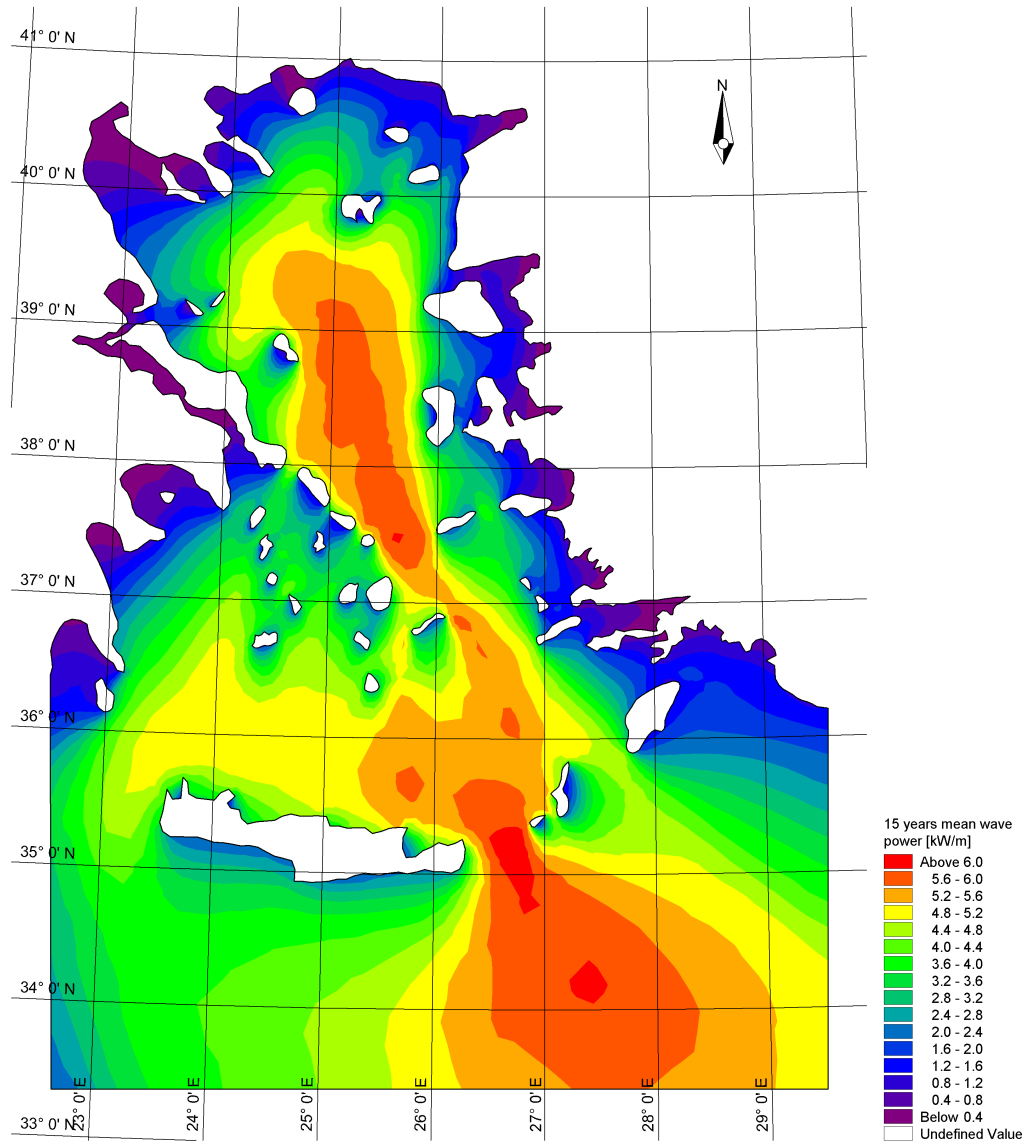 41° 0' N
N
40° 0' N
39° 0' N
38° 0' N
37° 0' N
36° 0' N
35° 0' N
34° 0' N
33° 0' N
23° 0' E
24° 0' E
25° 0' E
26° 0' E
27° 0' E
28° 0' E
29° 0' E
15 years mean wave
power [kW/m]
Above 6.0
5.6 - 6.0
5.2 - 5.6
4.8 - 5.2
4.4 - 4.8
4.0 - 4.4
3.6 - 4.0
3.2 - 3.6
2.8 - 3.2
2.4 - 2.8
2.0 - 2.4
1.6 - 2.0
1.2 - 1.6
0.8 - 1.2
0.4 - 0.8
Below 0.4
Undefined Value